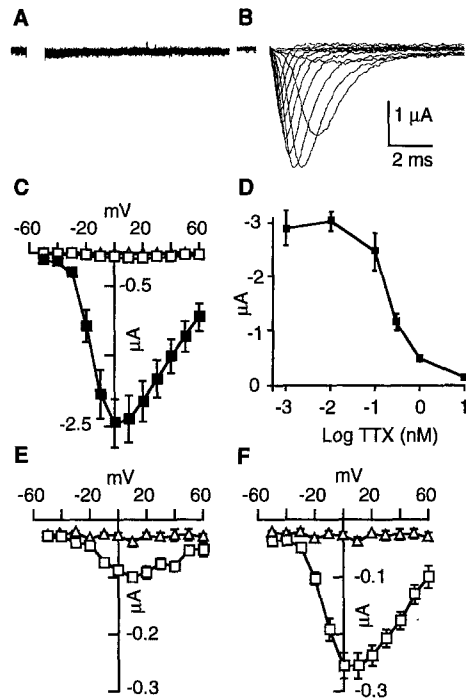 A
B
1 µA
2 ms
C
mV
-60 -20 20 60
-0.5
µA
-2.5
D
-3
-2
-1
0
µA
-3 -2 -1 0 1
Log TTX (nM)
E
mV
-60 -20 20 60
-0.1
µA
-0.2
-0.3
F
mV
-60 -20 20 60
-0.1
µA
-0.3